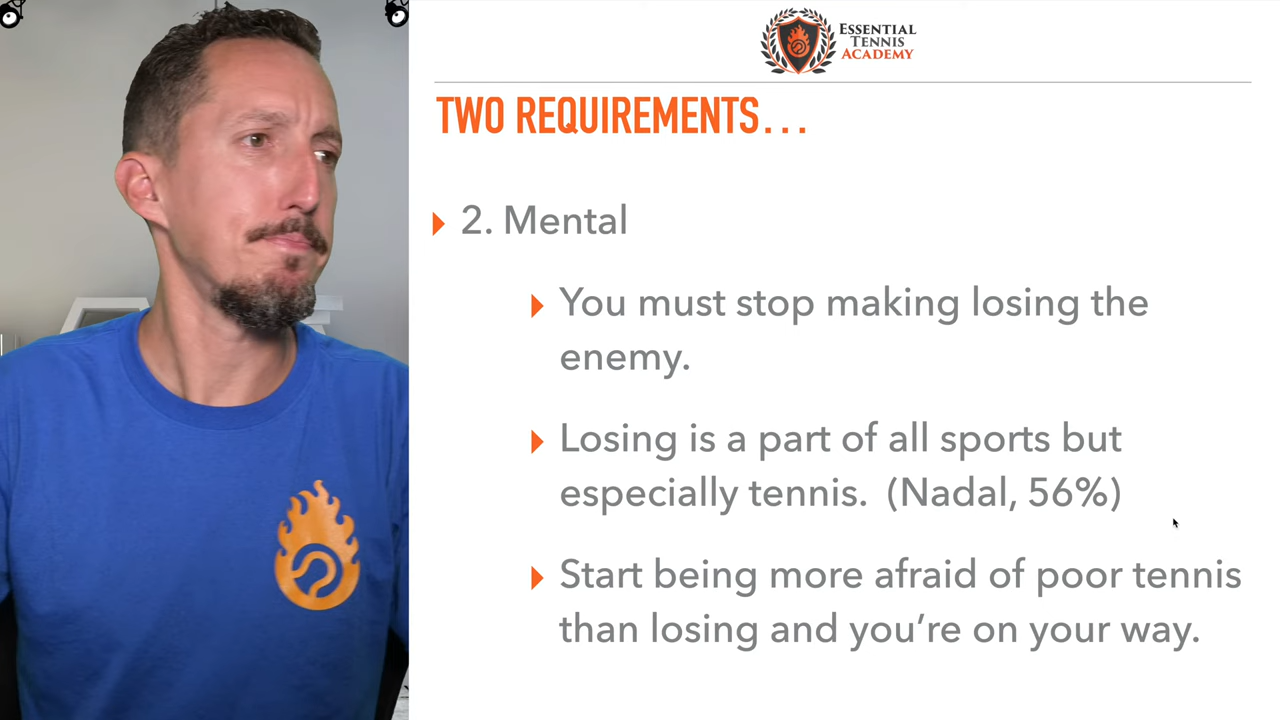 ESSENTIAL
TENNIS
ACADEMY
TWO REQUIREMENTS...
2. Mental
You must stop making losing the
enemy.
Losing is a part of all sports but
especially tennis. (Nadal, 56%)
Start being more afraid of poor tennis
than losing and you're on your way.